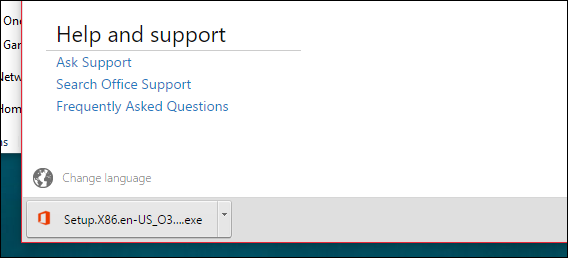 One
Gar
Netw
Hom
as
Help and support
Ask Support
Search Office Support
Frequently Asked Questions
Change language
Setup.X86.en-US_O3....exe